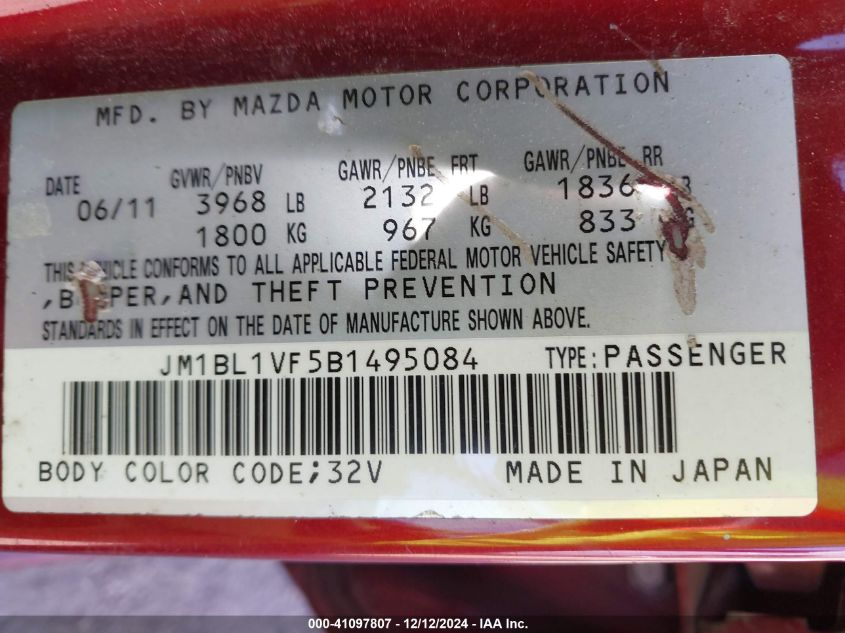 MFD. BY MAZDA MOTOR CORPORATION
DATE GVWR/PNBV GAWR/PNBE FRT GAWR/PNBE RR
06/11 3968 LB 2132 LB 1836
1800 KG 967 KG 833
VEHICLE CONFORMS TO ALL APPLICABLE FEDERAL MOTOR VEHICLE SAFETY
,BUMPER,AND THEFT PREVENTION
STANDARDS IN EFFECT ON THE DATE OF MANUFACTURE SHOWN ABOVE.
JM1BL1VF5B1495084 TYPE:PASSENGER
BODY COLOR CODE;32V MADE IN JAPAN
000-41097807 - 12/12/2024 - IAA Inc.